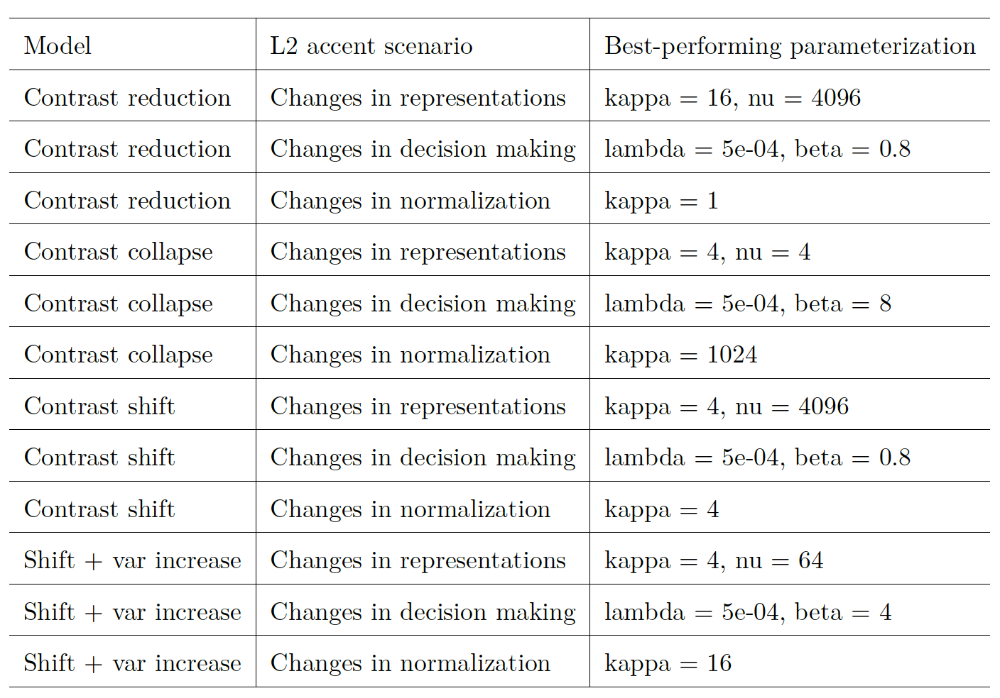 Model L2 accent scenario Best-performing parameterization
Contrast reduction Changes in representations kappa = 16, nu = 4096
Contrast reduction Changes in decision making lambda = 5e-04, beta = 0.8
Contrast reduction Changes in normalization kappa = 1
Contrast collapse Changes in representations kappa = 4, nu = 4
Contrast collapse Changes in decision making lambda = 5e-04, beta = 8
Contrast collapse Changes in normalization kappa = 1024
Contrast shift Changes in representations kappa = 4, nu = 4096
Contrast shift Changes in decision making lambda = 5e-04, beta = 0.8
Contrast shift Changes in normalization kappa = 4
Shift + var increase Changes in representations kappa = 4, nu = 64
Shift + var increase Changes in decision making lambda = 5e-04, beta = 4
Shift + var increase Changes in normalization kappa = 16